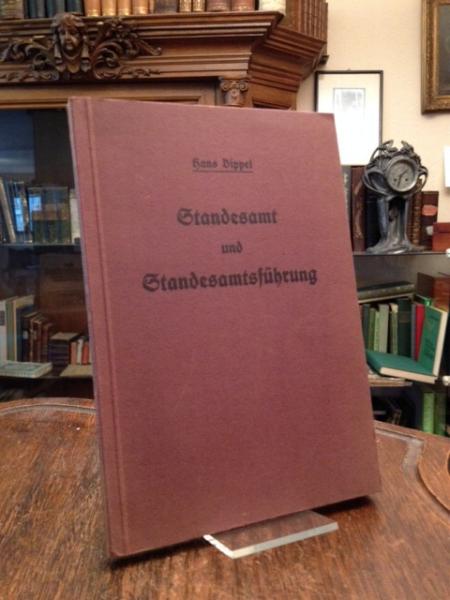 Hans Dippel
Standesamt
und
Standesamtsführung